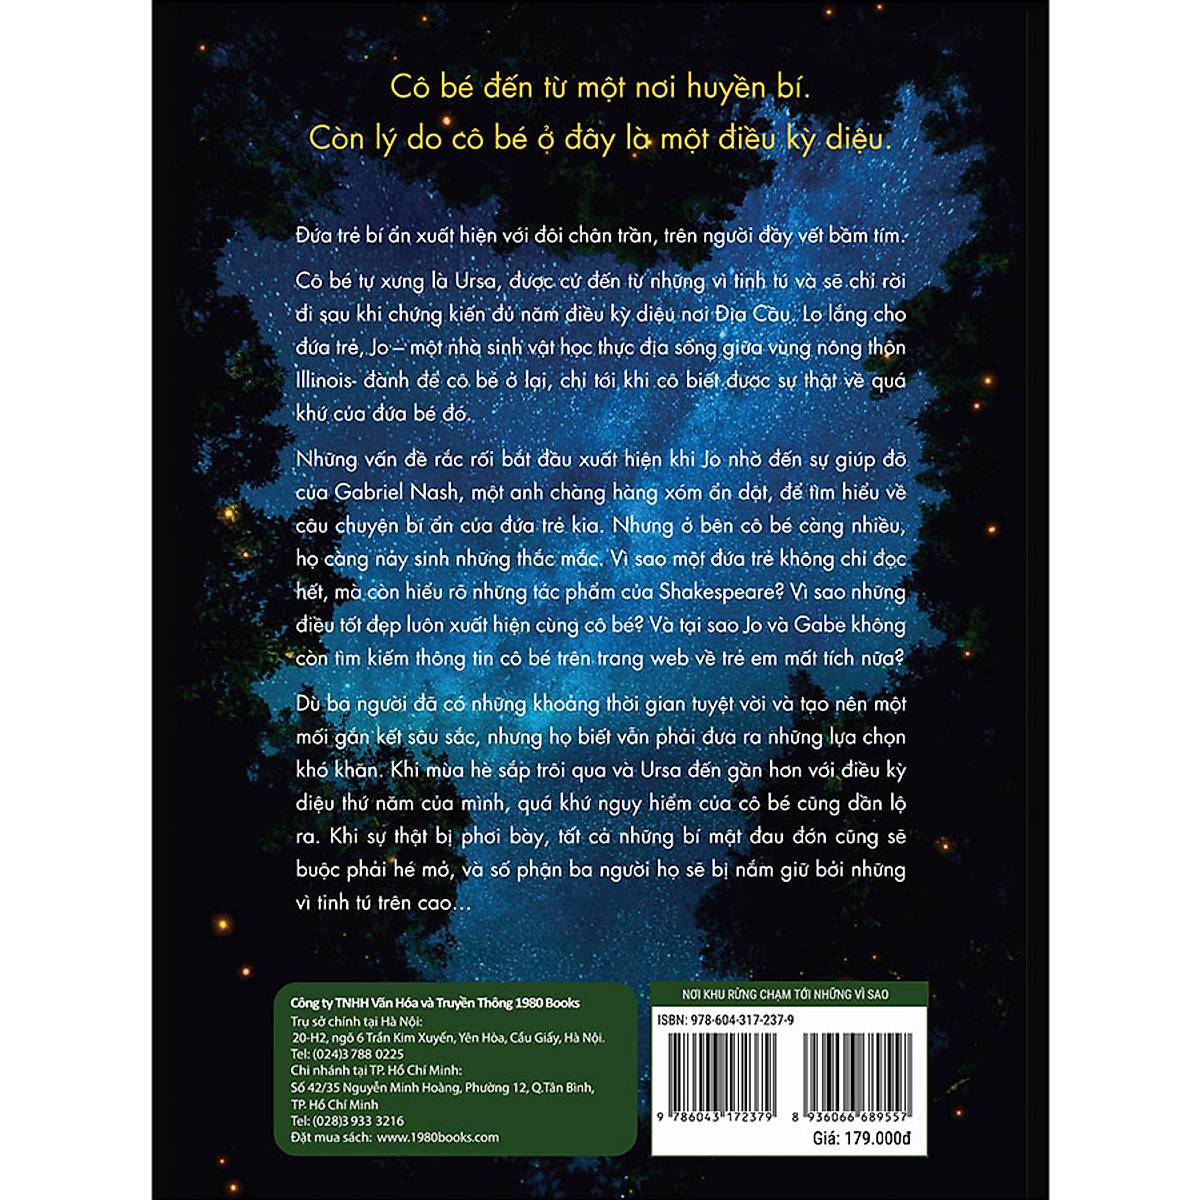 Cô bé đến từ một nơi huyền bí.
Còn lý do cô bé ở đây là một điều kỳ diệu.
Đứa trẻ bí ẩn xuất hiện với đôi chân trần, trên người đầy vết bầm tím.
Cô bé tự xưng là Ursa, được cử đến từ những vì tinh tú và sẽ chỉ rời
đi sau khi chứng kiến đủ năm điều kỳ diệu nơi Địa Cầu. Lo lắng cho
đứa trẻ, Jo – một nhà sinh vật học thực địa sống giữa vùng nông thôn
Illinois- đành để cô bé ở lại, chỉ tới khi cô biết được sự thật về quá
khứ của đứa bé đó.
Những vấn đề rắc rối bắt đầu xuất hiện khi Jo nhờ đến sự giúp đỡ
của Gabriel Nash, một anh chàng hàng xóm ẩn dật, để tìm hiểu về
câu chuyện bí ẩn của đứa trẻ kia. Nhưng ở bên cô bé càng nhiều,
họ càng nảy sinh những thắc mắc. Vì sao một đứa trẻ không chỉ đọc
hết, mà còn hiểu rõ những tác phẩm của Shakespeare? Vì sao những
điều tốt đẹp luôn xuất hiện cùng cô bé? Và tại sao Jo và Gabe không
còn tìm kiếm thông tin cô bé trên trang web về trẻ em mất tích nữa?
Dù ba người đã có những khoảng thời gian tuyệt vời và tạo nên một
mối gắn kết sâu sắc, nhưng họ biết vẫn phải đưa ra những lựa chọn
khó khăn. Khi mùa hè sắp trôi qua và Ursa đến gần hơn với điều kỳ
diệu thứ năm của mình, quá khứ nguy hiểm của cô bé cũng dần lộ
ra. Khi sự thật bị phơi bày, tất cả những bí mật đau đớn cũng sẽ
buộc phải hé mở, và số phận ba người họ sẽ bị nắm giữ bởi những
vì tinh tú trên cao...
Công ty TNHH Văn Hóa và Truyền Thông 1980 Books
Trụ sở chính tại Hà Nội:
20-H2, ngõ 6 Trần Kim Xuyến, Yên Hòa, Cầu Giấy, Hà Nội.
Tel: (024)3 788 0225
Chi nhánh tại TP. Hồ Chí Minh:
Số 42/35 Nguyễn Minh Hoàng, Phường 12, Q.Tân Bình,
TP. Hồ Chí Minh
Tel: (028)3 933 3216
Đặt mua sách: www.1980books.com
NƠI KHU RỪNG CHẠM TỚI NHỮNG VÌ SAO
ISBN: 978-604-317-237-9
9 786043 172379
8 936066 689557
Giá: 179.000đ